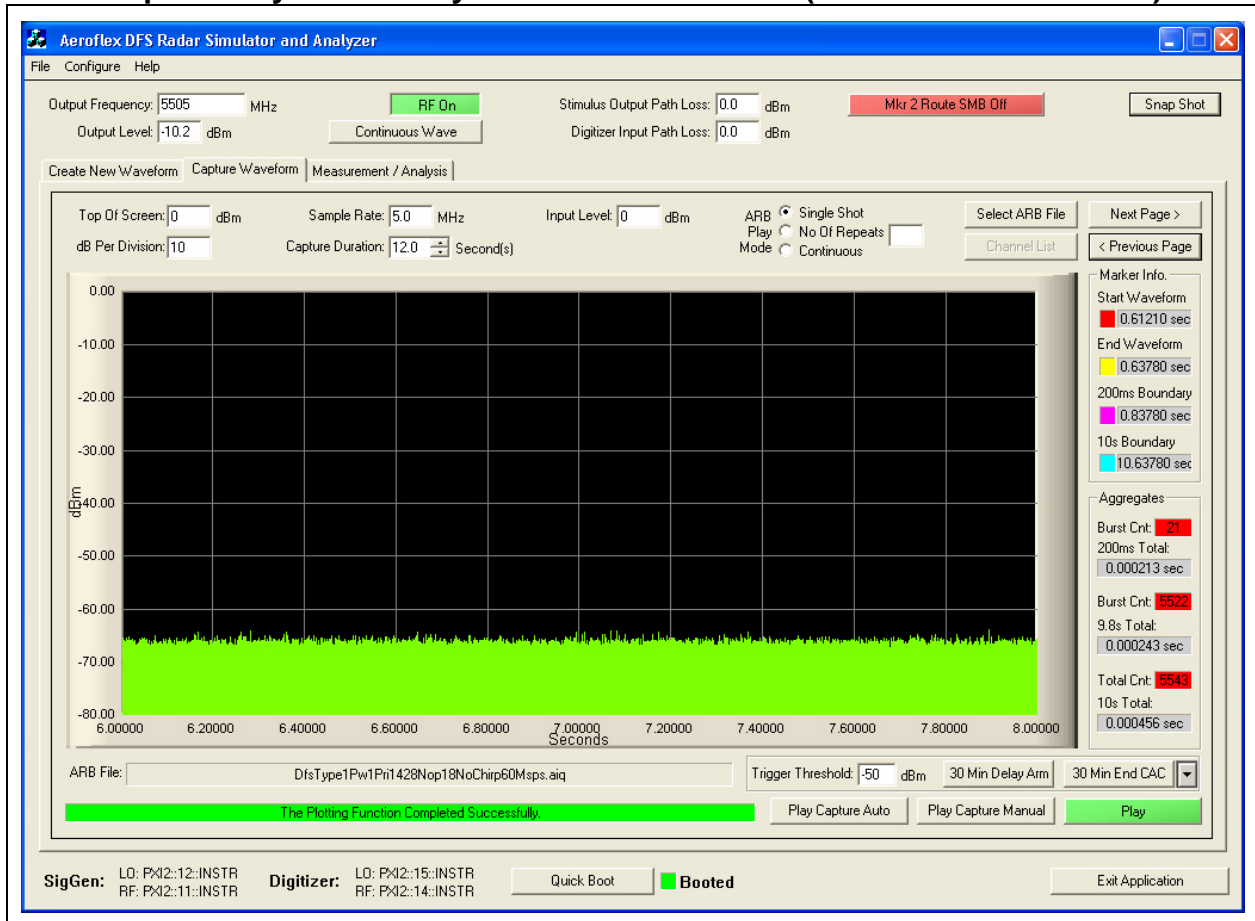 Aeroflex DFS Radar Simulator and Analyzer
File Configure Help
Output Frequency: 5505 MHz RF On Stimulus Output Path Loss: 0.0 dBm Mkr 2 Route SMB Off Snap Shot
Output Level: -10.2 dBm Continuous Wave Digitizer Input Path Loss: 0.0 dBm
Create New Waveform Capture Waveform Measurement / Analysis
Top Of Screen: 0 dBm Sample Rate: 5.0 MHz Input Level: 0 dBm ARB Play Mode Single Shot Select ARB File Next Page >
No Of Repeats
dB Per Division: 10 Capture Duration: 12.0 Second(s) Continuous Channel List < Previous Page
Marker Info.
Start Waveform
0.61210 sec
End Waveform
0.63780 sec
200ms Boundary
0.83780 sec
10s Boundary
10.63780 sec
Aggregates
Burst Cnt: 21
200ms Total:
0.000213 sec
Burst Cnt: 5522
9.8s Total:
0.000243 sec
Total Cnt: 5543
10s Total:
0.000456 sec
0.00
-10.00
-20.00
-30.00
-40.00
dBm
-50.00
-60.00
-70.00
-80.00
6.00000 6.20000 6.40000 6.60000 6.80000 7.00000 7.20000 7.40000 7.60000 7.80000 8.00000
Seconds
ARB File: DfsType1Pw1Pri1428Nop18NoChirp60Msps.aiq Trigger Threshold: -50 dBm 30 Min Delay Arm 30 Min End CAC
The Plotting Function Completed Successfully. Play Capture Auto Play Capture Manual Play
SigGen: LO: PXI2::12::INSTR Digitizer: LO: PXI2::15::INSTR Quick Boot Booted Exit Application
RF: PXI2::11::INSTR RF: PXI2::14::INSTR